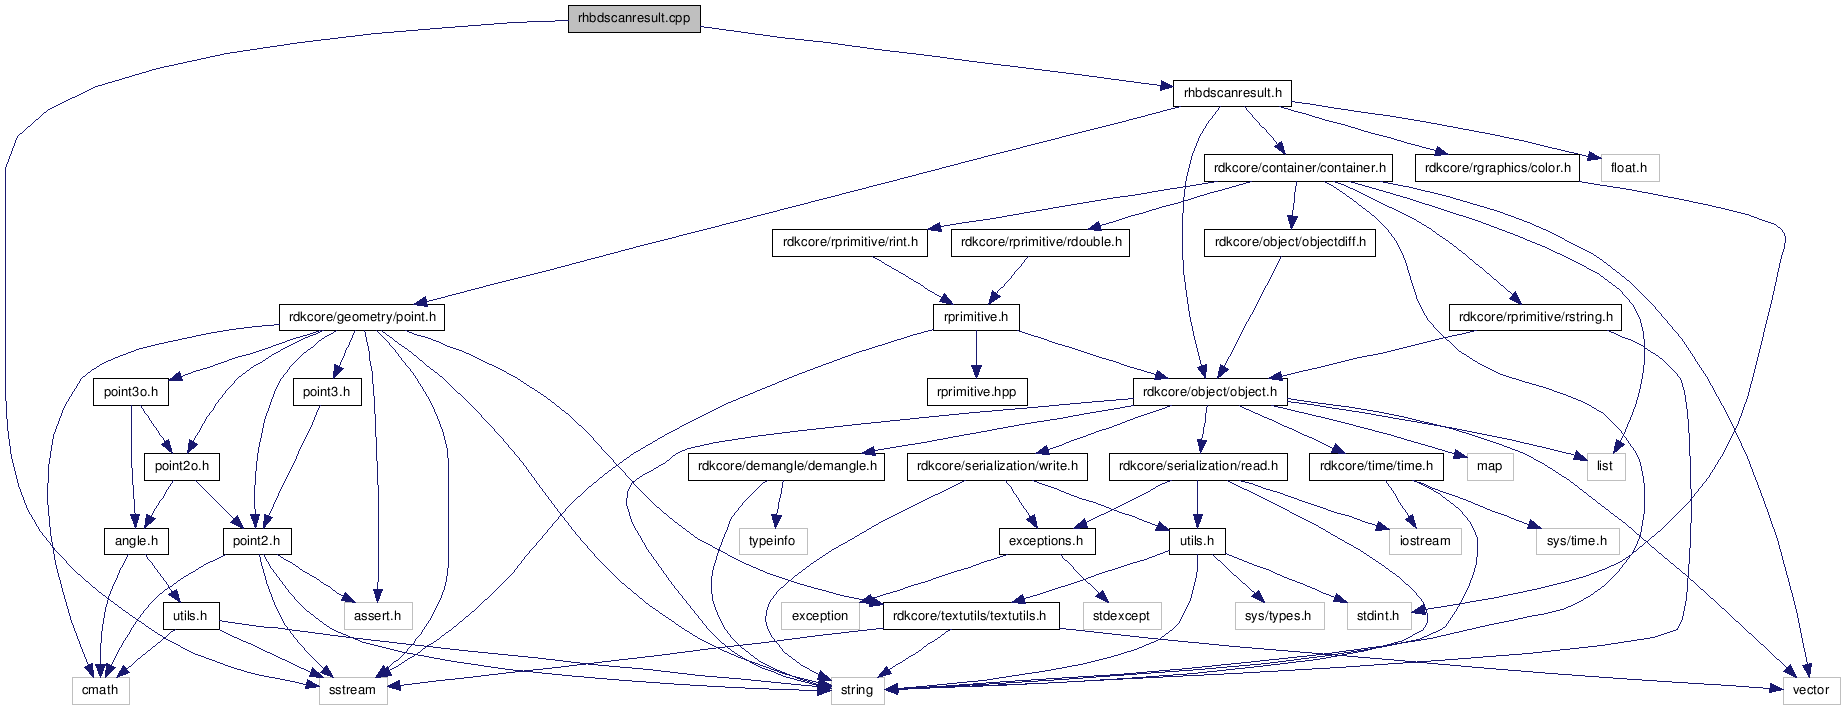 rhbdscanresult.cpp
rhbdscanresult.h
rdkcore/container/container.h
rdkcore/rgraphics/color.h
float.h
rdkcore/rprimitive/rint.h
rdkcore/rprimitive/rdouble.h
rdkcore/object/objectdiff.h
rdkcore/geometry/point.h
rprimitive.h
rdkcore/rprimitive/rstring.h
point3o.h
point3.h
rprimitive.hpp
rdkcore/object/object.h
point2o.h
rdkcore/demangle/demangle.h
rdkcore/serialization/write.h
rdkcore/serialization/read.h
rdkcore/time/time.h
map
list
angle.h
point2.h
typeinfo
exceptions.h
utils.h
iostream
sys/time.h
utils.h
assert.h
exception
rdkcore/textutils/textutils.h
stdexcept
sys/types.h
stdint.h
cmath
sstream
string
vector